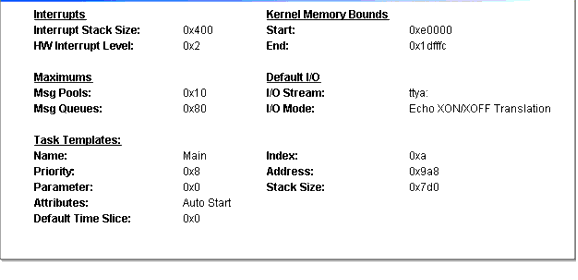 Interrupts Kernel Memory Bounds
Interrupt Stack Size: 0x400 Start: 0xe0000
HW Interrupt Level: 0x2 End: 0x1dfffc
Maximums Default I/O
Msg Pools: 0x10 I/O Stream: ttya:
Msg Queues: 0x80 I/O Mode: Echo XON/XOFF Translation
Task Templates:
Name: Main Index: 0xa
Priority: 0x8 Address: 0x9a8
Parameter: 0x0 Stack Size: 0x7d0
Attributes: Auto Start
Default Time Slice: 0x0